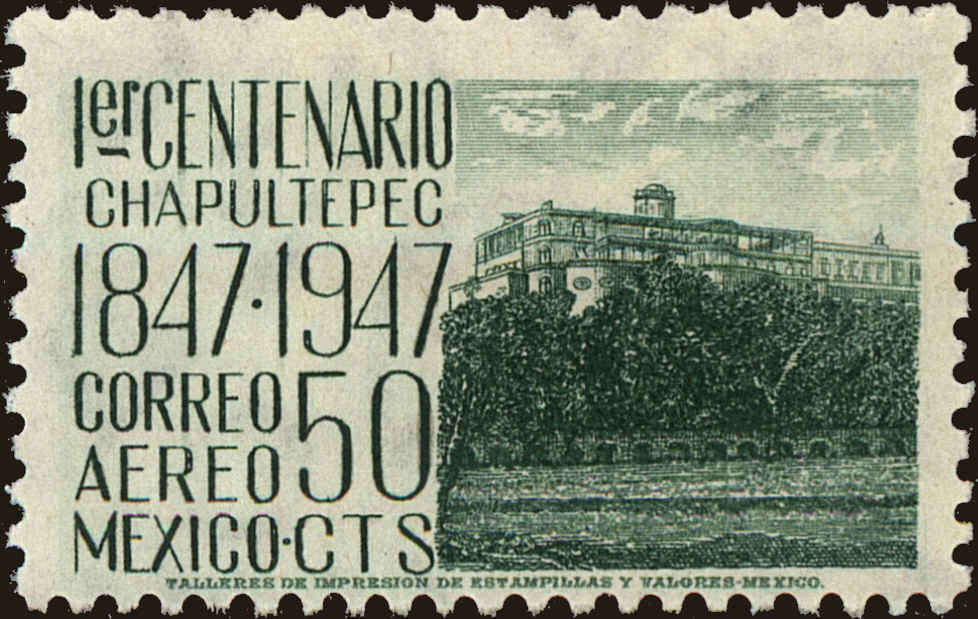 1er CENTENARIO
CHAPULTEPEC
1847·1947
CORREO
AEREO
50
MEXICO·CTS
TALLERES DE IMPRESION DE ESTAMPILLAS Y VALORES-MEXICO.